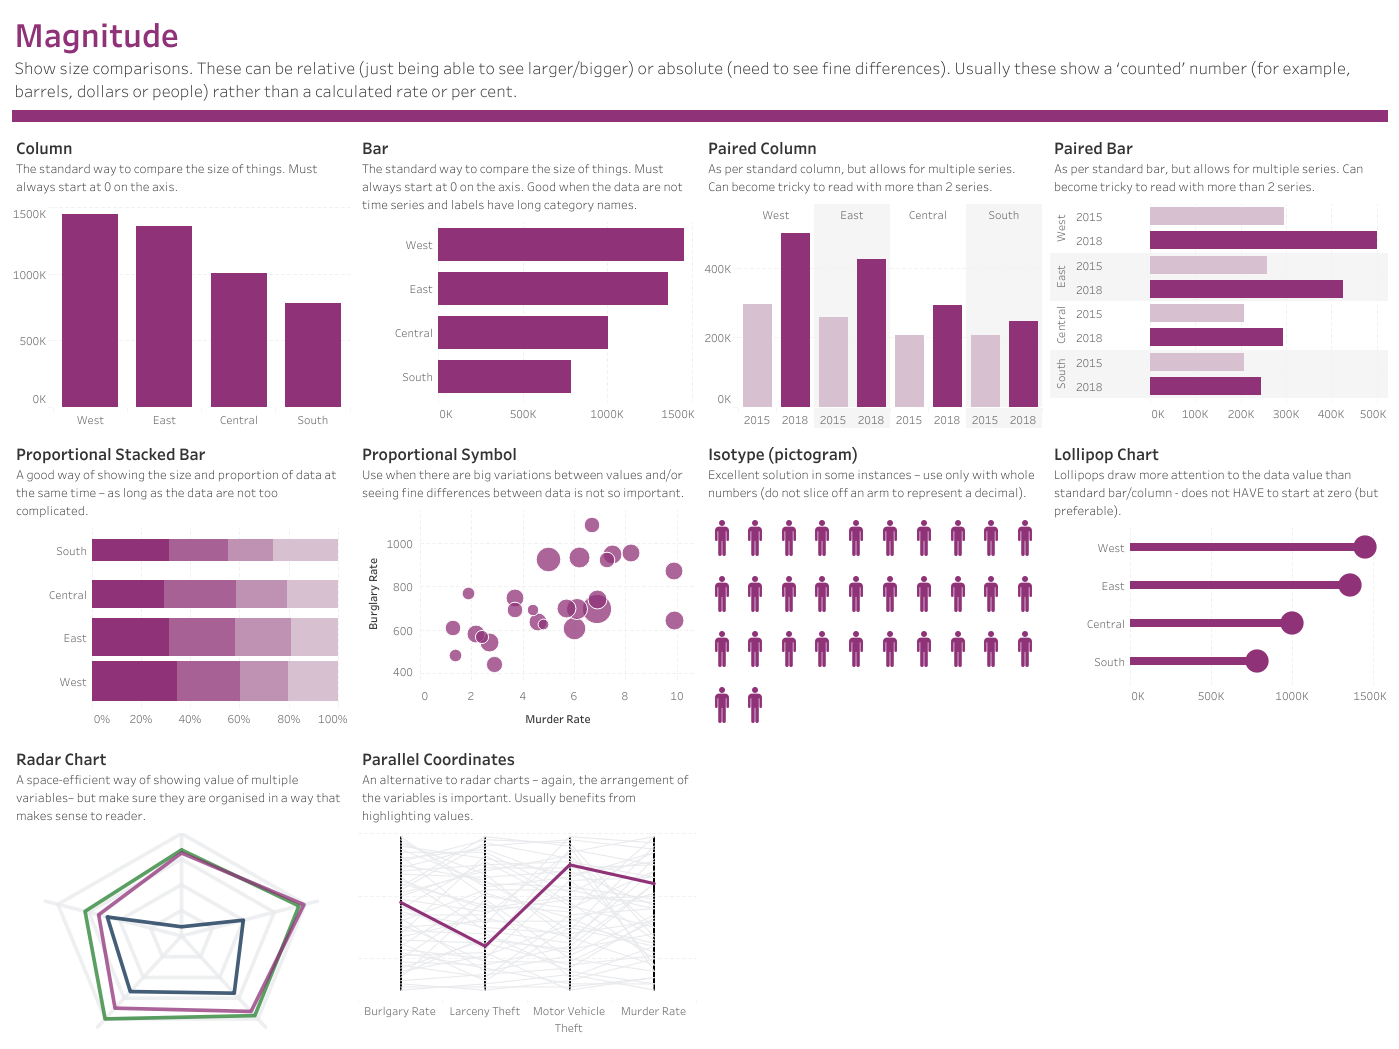 Magnitude
Show size comparisons. These can be relative (just being able to see larger/bigger) or absolute (need to see fine differences). Usually these show a ‘counted’ number (for example,
barrels, dollars or people) rather than a calculated rate or per cent.
Column
The standard way to compare the size of things. Must
always start at 0 on the axis.
1500K
1000K
500K
0K
West East Central South
Bar
The standard way to compare the size of things. Must
always start at 0 on the axis. Good when the data are not
time series and labels have long category names.
West
East
Central
South
0K 500K 1000K 1500K
Paired Column
As per standard column, but allows for multiple series.
Can become tricky to read with more than 2 series.
West East Central South
400K
200K
0K
2015 2018 2015 2018 2015 2018 2015 2018
Paired Bar
As per standard bar, but allows for multiple series. Can
become tricky to read with more than 2 series.
West
2015
2018
East
2015
2018
Central
2015
2018
South
2015
2018
0K 100K 200K 300K 400K 500K
Proportional Stacked Bar
A good way of showing the size and proportion of data at
the same time – as long as the data are not too
complicated.
South
Central
East
West
0% 20% 40% 60% 80% 100%
Proportional Symbol
Use when there are big variations between values and/or
seeing fine differences between data is not so important.
Burglary Rate
1000
800
600
400
0 2 4 6 8 10
Murder Rate
Isotype (pictogram)
Excellent solution in some instances – use only with whole
numbers (do not slice off an arm to represent a decimal).
Lollipop Chart
Lollipops draw more attention to the data value than
standard bar/column - does not HAVE to start at zero (but
preferable).
West
East
Central
South
0K 500K 1000K 1500K
Radar Chart
A space-efficient way of showing value of multiple
variables– but make sure they are organised in a way that
makes sense to reader.
Parallel Coordinates
An alternative to radar charts – again, the arrangement of
the variables is important. Usually benefits from
highlighting values.
Burlgary Rate Larceny Theft Motor Vehicle Murder Rate
Theft